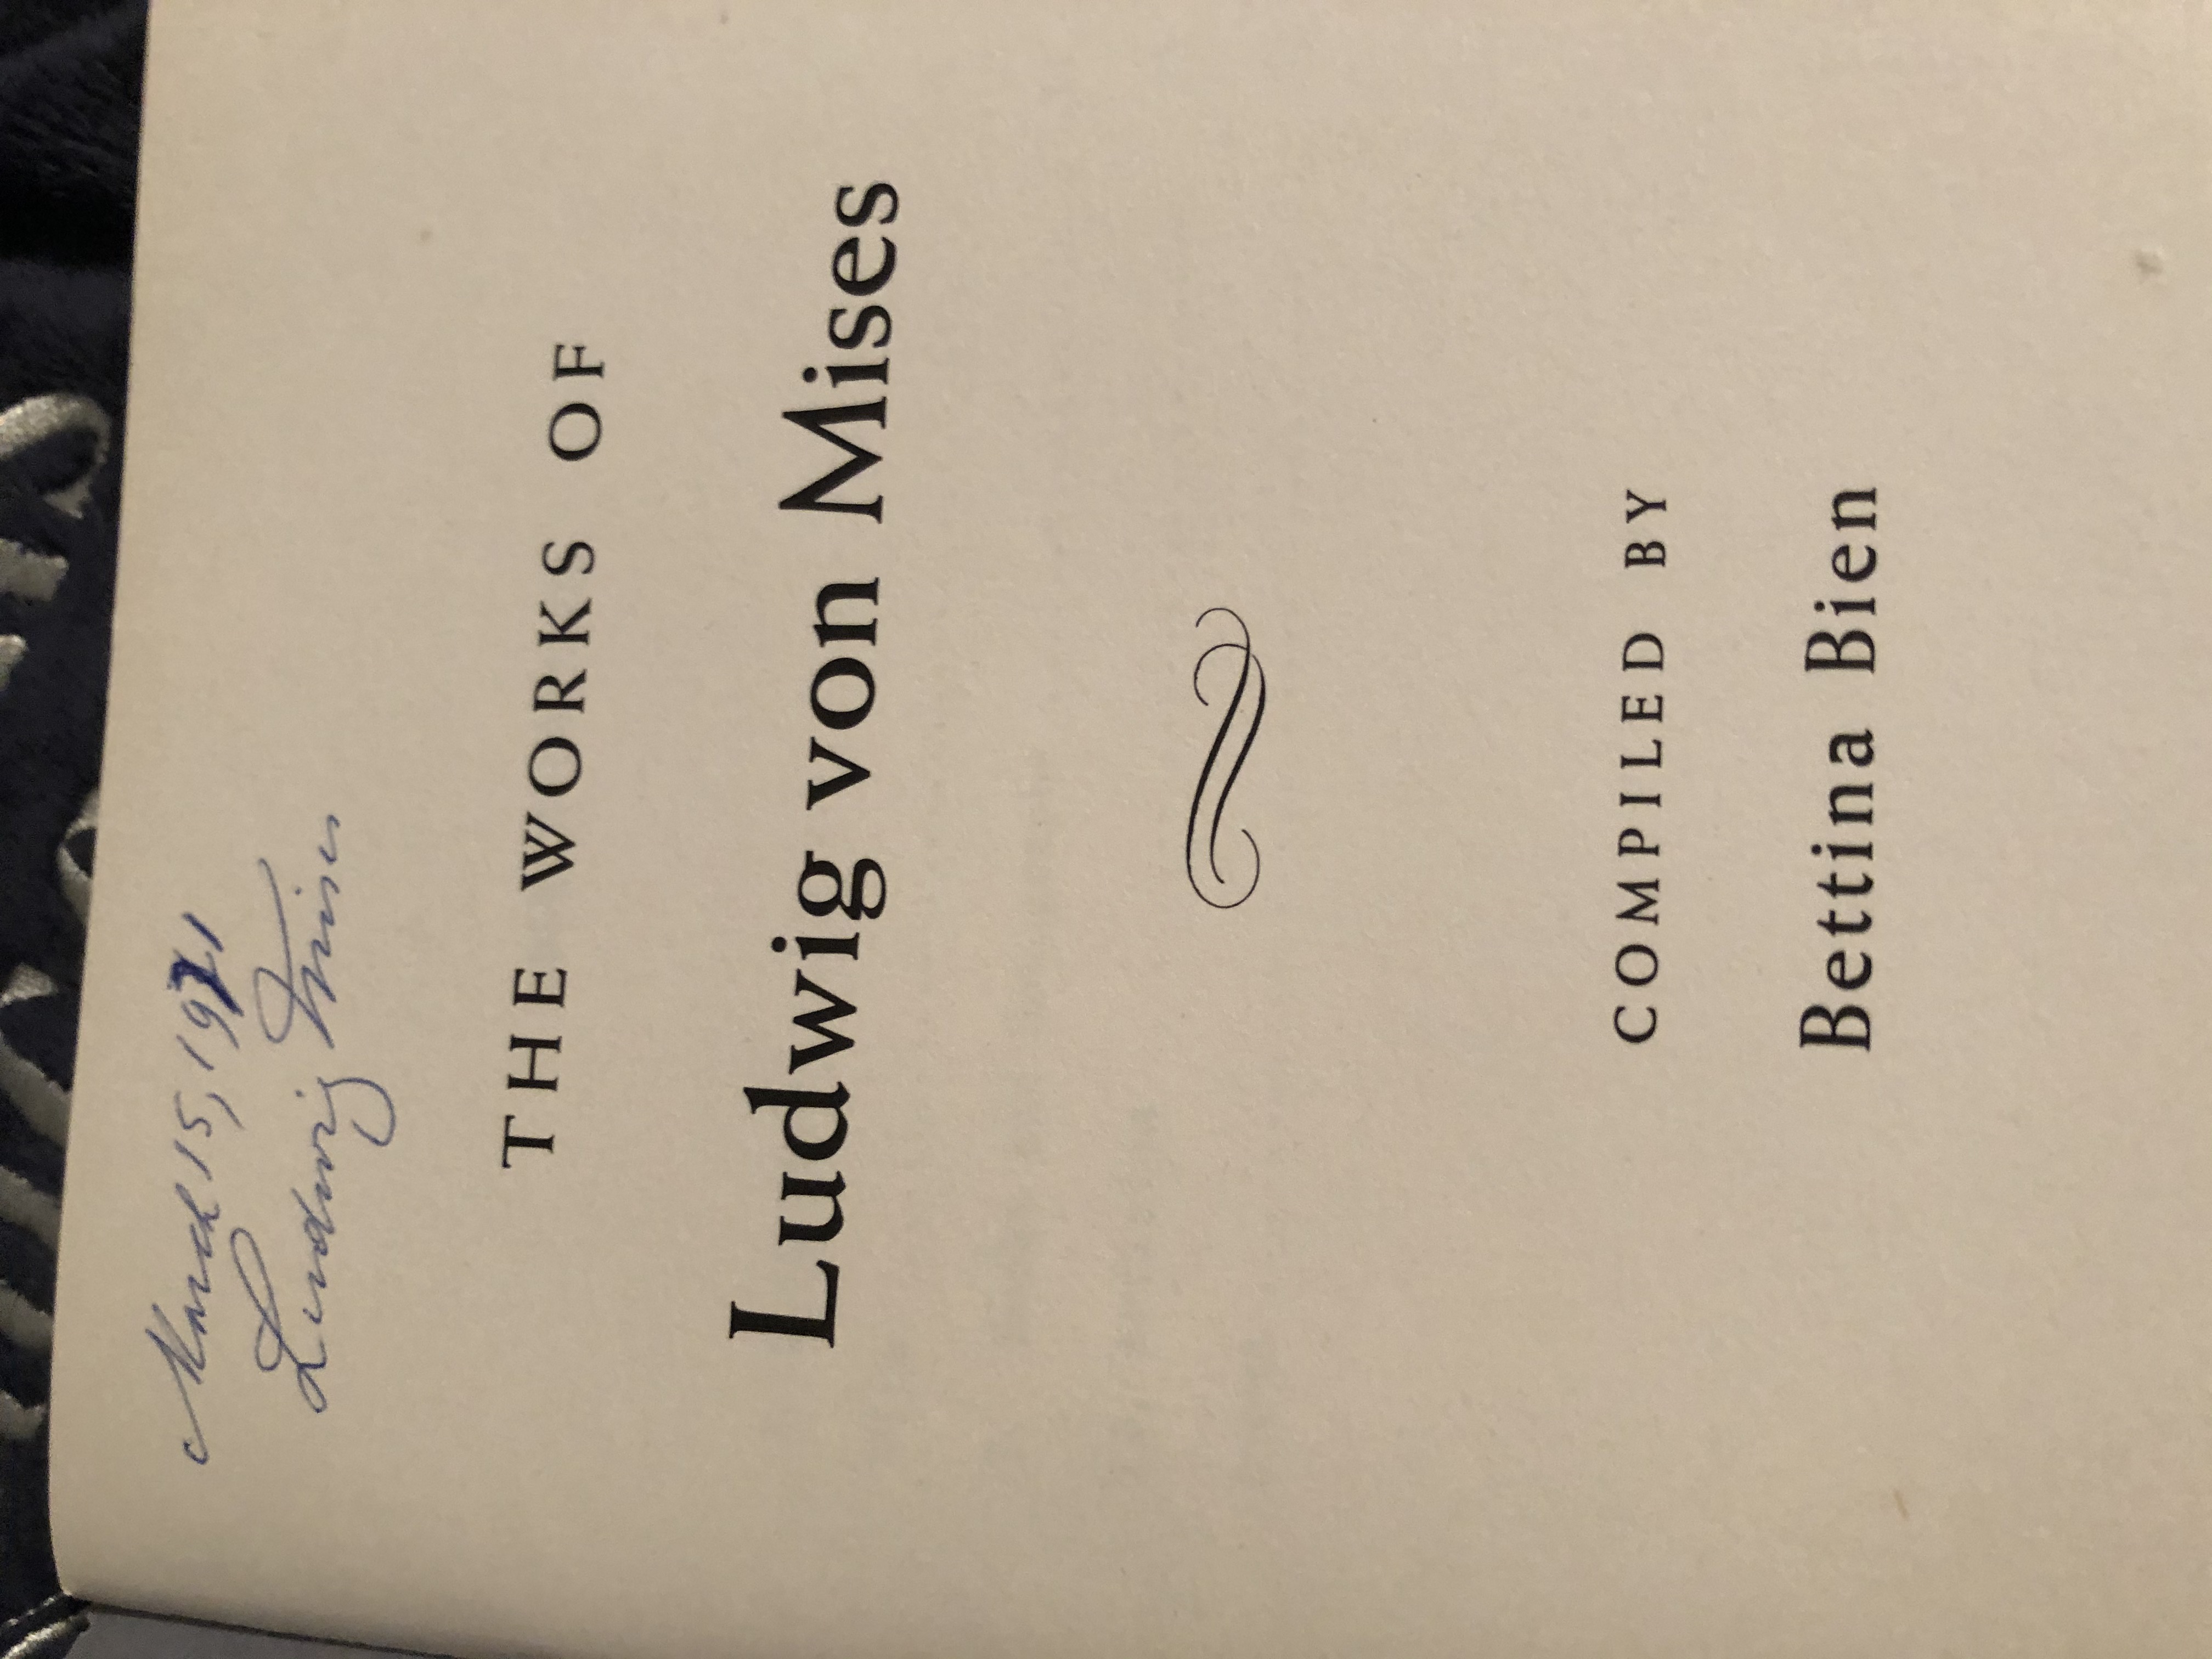 March 15, 1971
Ludwig Mises
THE WORKS OF
Ludwig von Mises
COMPILED BY
Bettina Bien